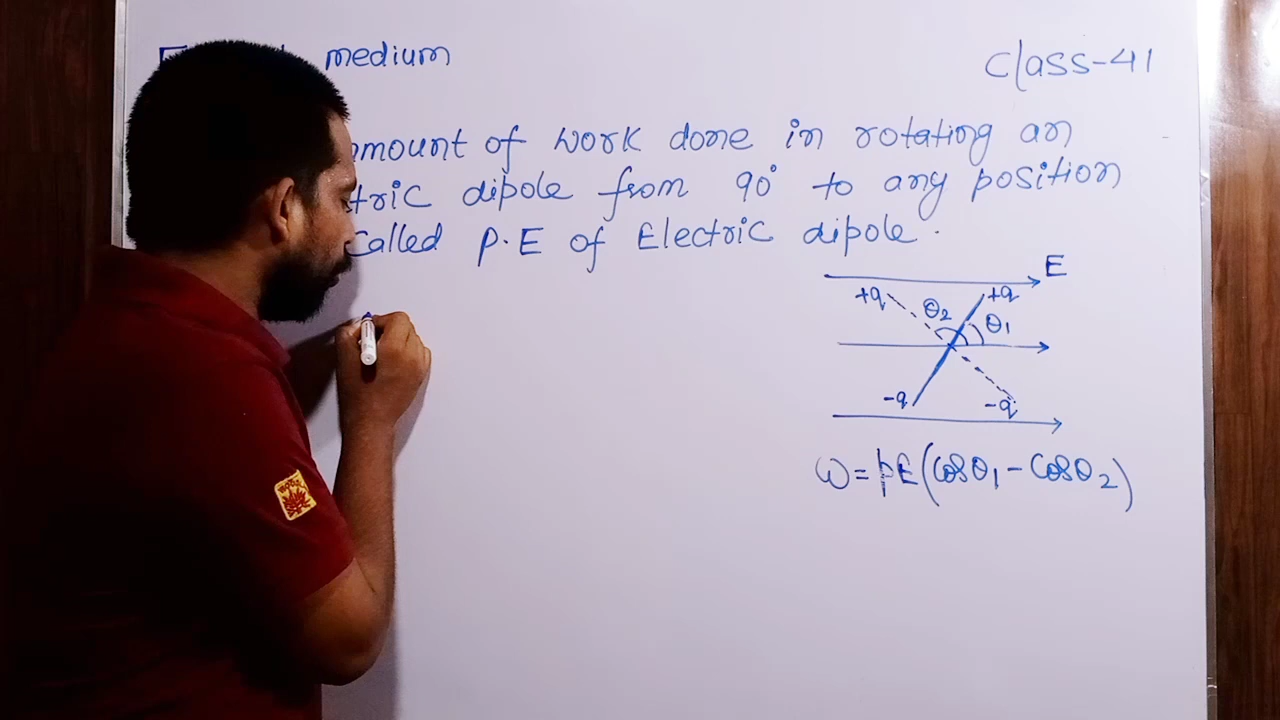 medium
Class-41
amount of work done in rotating an
tric dipole from 90° to any position
called P.E of Electric dipole.
E
+q +q
θ2 θ1
-q -q
W = pE(Cosθ1 - Cosθ2)